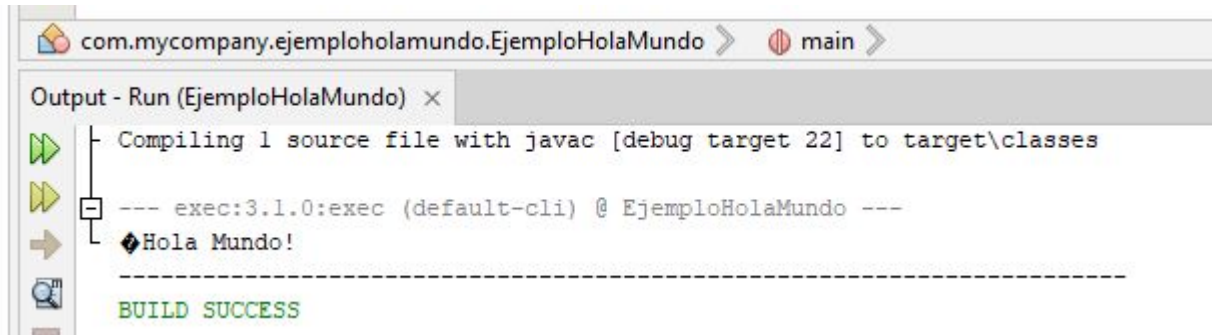 com.mycompany.ejemploholamundo.EjemploHolaMundo main
Output - Run (EjemploHolaMundo) ×
Compiling 1 source file with javac [debug target 22] to target\classes
--- exec:3.1.0:exec (default-cli) @ EjemploHolaMundo ---
�Hola Mundo!
------------------------------------------------------------------------
BUILD SUCCESS